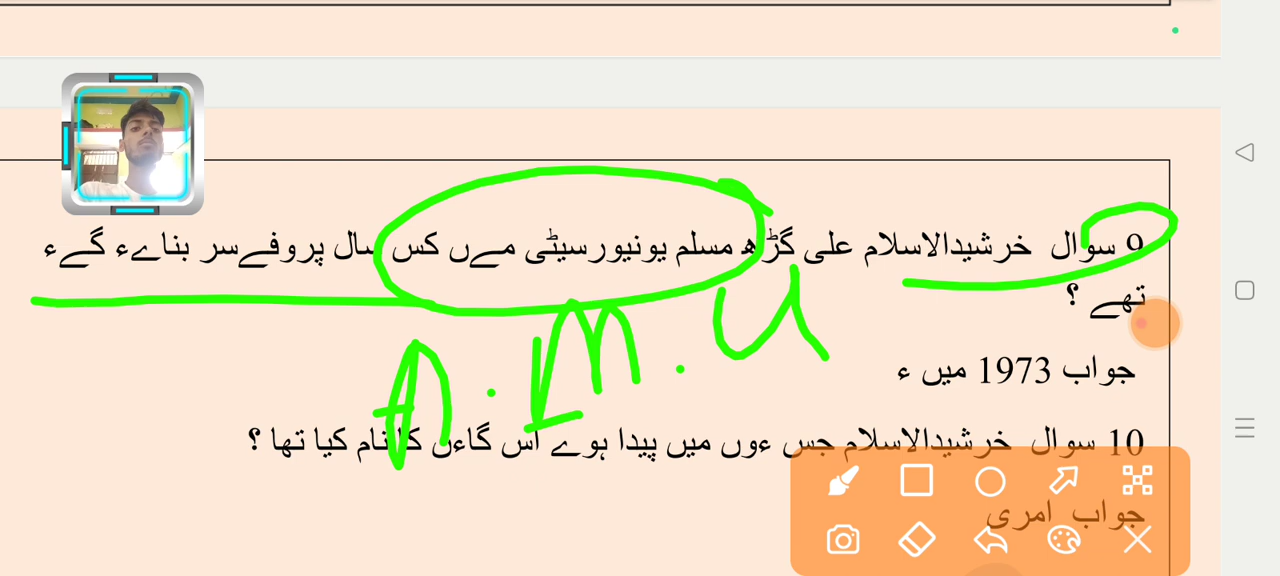 9 سوال خرشیدالاسلام علی گڑھ مسلم یونیورسیٹی مےں کس سال پروفےسر بناےء گےء
تھے ؟
جواب 1973 میں ء
A.M.U
10 سوال خرشیدالاسلام جس ءوں میں پیدا ہوے اس گاءں کا نام کیا تھا ؟
جواب امری